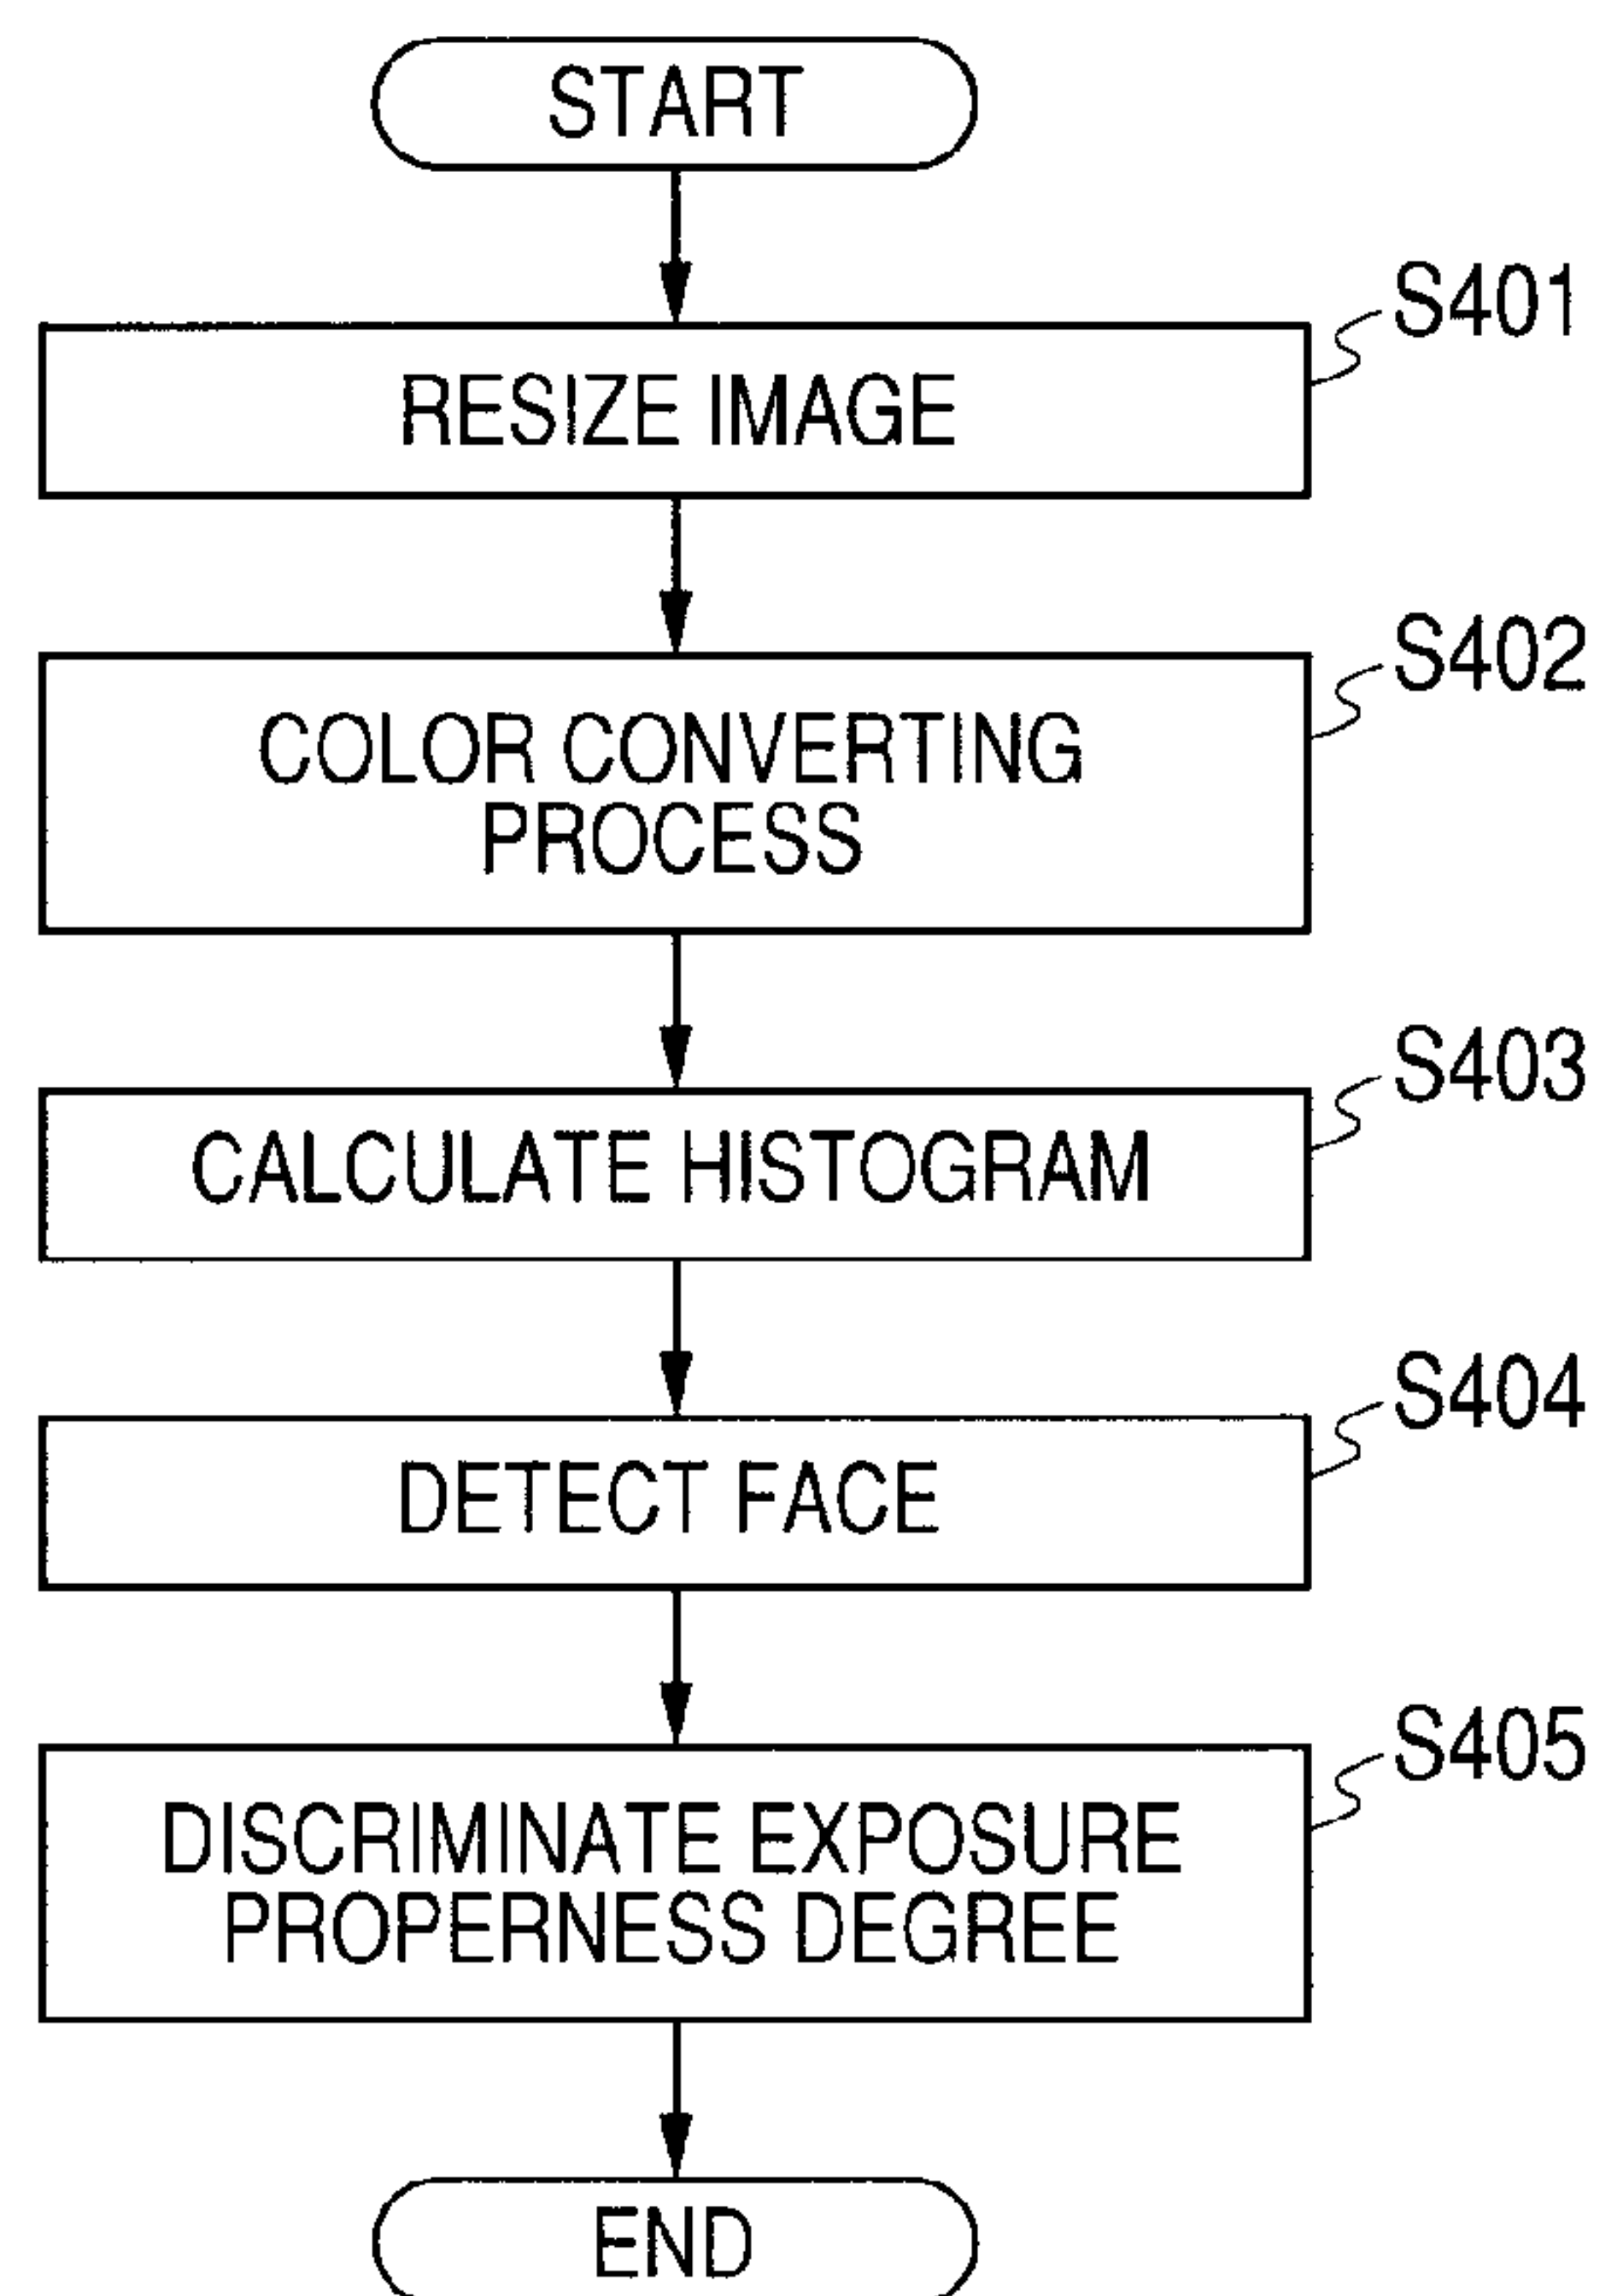 START
S401
RESIZE IMAGE
S402
COLOR CONVERTING
PROCESS
S403
CALCULATE HISTOGRAM
S404
DETECT FACE
S405
DISCRIMINATE EXPOSURE
PROPERNESS DEGREE
END